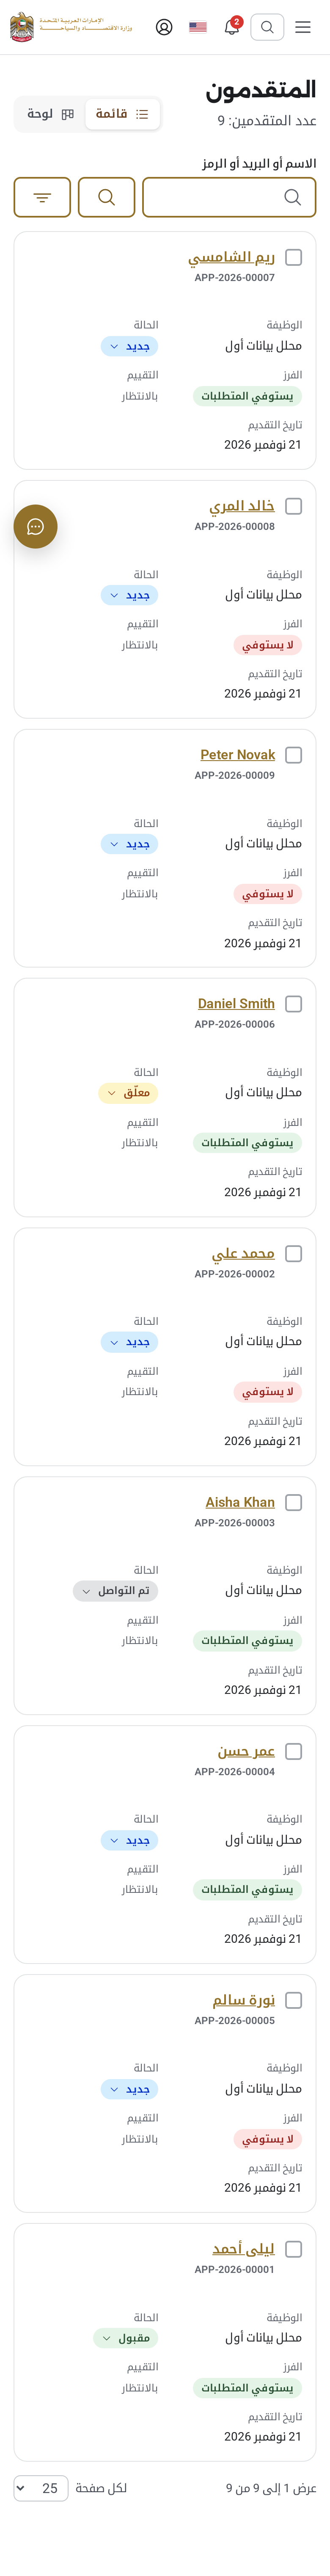 الإمارات العربية المتحدة
وزارة الاقتصاد والسياحة
2
المتقدمون
عدد المتقدمين: 9
قائمة
لوحة
الاسم أو البريد أو الرمز
ريم الشامسي
APP-2026-00007
الوظيفة
الحالة
محلل بيانات أول
جديد
الفرز
التقييم
يستوفي المتطلبات
بالانتظار
تاريخ التقديم
21 نوفمبر 2026
خالد المري
APP-2026-00008
الوظيفة
الحالة
محلل بيانات أول
جديد
الفرز
التقييم
لا يستوفي
بالانتظار
تاريخ التقديم
21 نوفمبر 2026
Peter Novak
APP-2026-00009
الوظيفة
الحالة
محلل بيانات أول
جديد
الفرز
التقييم
لا يستوفي
بالانتظار
تاريخ التقديم
21 نوفمبر 2026
Daniel Smith
APP-2026-00006
الوظيفة
الحالة
محلل بيانات أول
معلّق
الفرز
التقييم
يستوفي المتطلبات
بالانتظار
تاريخ التقديم
21 نوفمبر 2026
محمد علي
APP-2026-00002
الوظيفة
الحالة
محلل بيانات أول
جديد
الفرز
التقييم
لا يستوفي
بالانتظار
تاريخ التقديم
21 نوفمبر 2026
Aisha Khan
APP-2026-00003
الوظيفة
الحالة
محلل بيانات أول
تم التواصل
الفرز
التقييم
يستوفي المتطلبات
بالانتظار
تاريخ التقديم
21 نوفمبر 2026
عمر حسن
APP-2026-00004
الوظيفة
الحالة
محلل بيانات أول
جديد
الفرز
التقييم
يستوفي المتطلبات
بالانتظار
تاريخ التقديم
21 نوفمبر 2026
نورة سالم
APP-2026-00005
الوظيفة
الحالة
محلل بيانات أول
جديد
الفرز
التقييم
لا يستوفي
بالانتظار
تاريخ التقديم
21 نوفمبر 2026
ليلى أحمد
APP-2026-00001
الوظيفة
الحالة
محلل بيانات أول
مقبول
الفرز
التقييم
يستوفي المتطلبات
بالانتظار
تاريخ التقديم
21 نوفمبر 2026
عرض 1 إلى 9 من 9
لكل صفحة
25